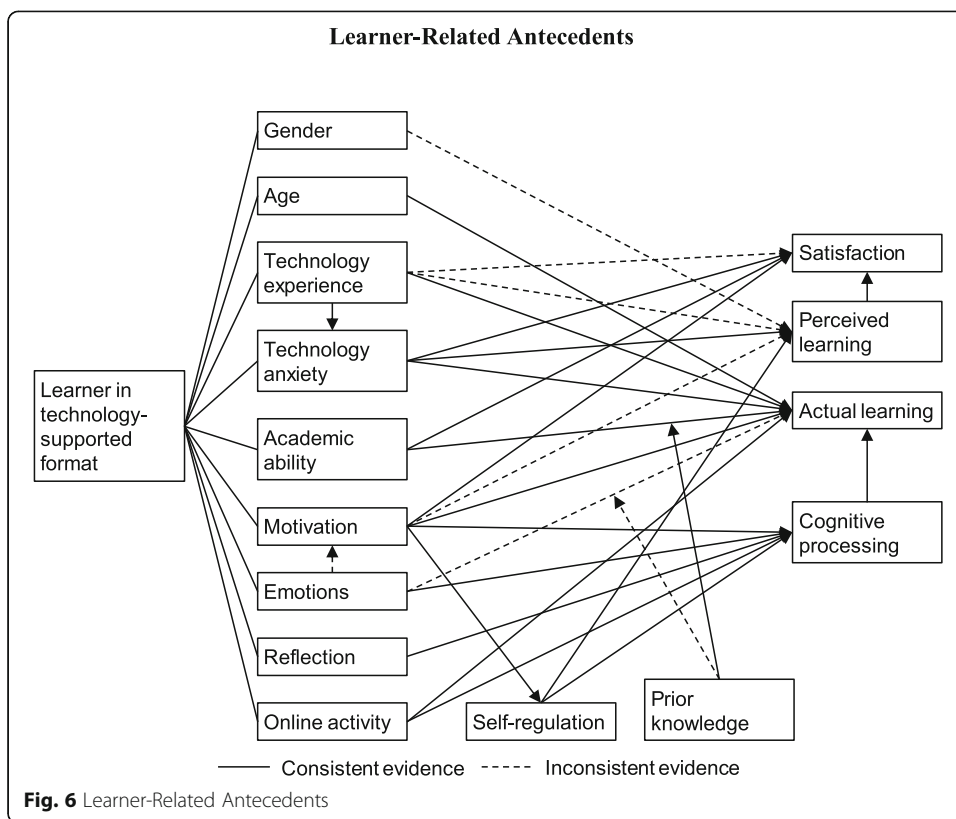 Learner-Related Antecedents
Gender
Age
Technology
experience
Technology
anxiety
Academic
ability
Motivation
Emotions
Reflection
Online activity
Learner in
technology-
supported
format
Satisfaction
Perceived
learning
Actual learning
Cognitive
processing
Self-regulation
Prior
knowledge
Consistent evidence
Inconsistent evidence
Fig. 6 Learner-Related Antecedents